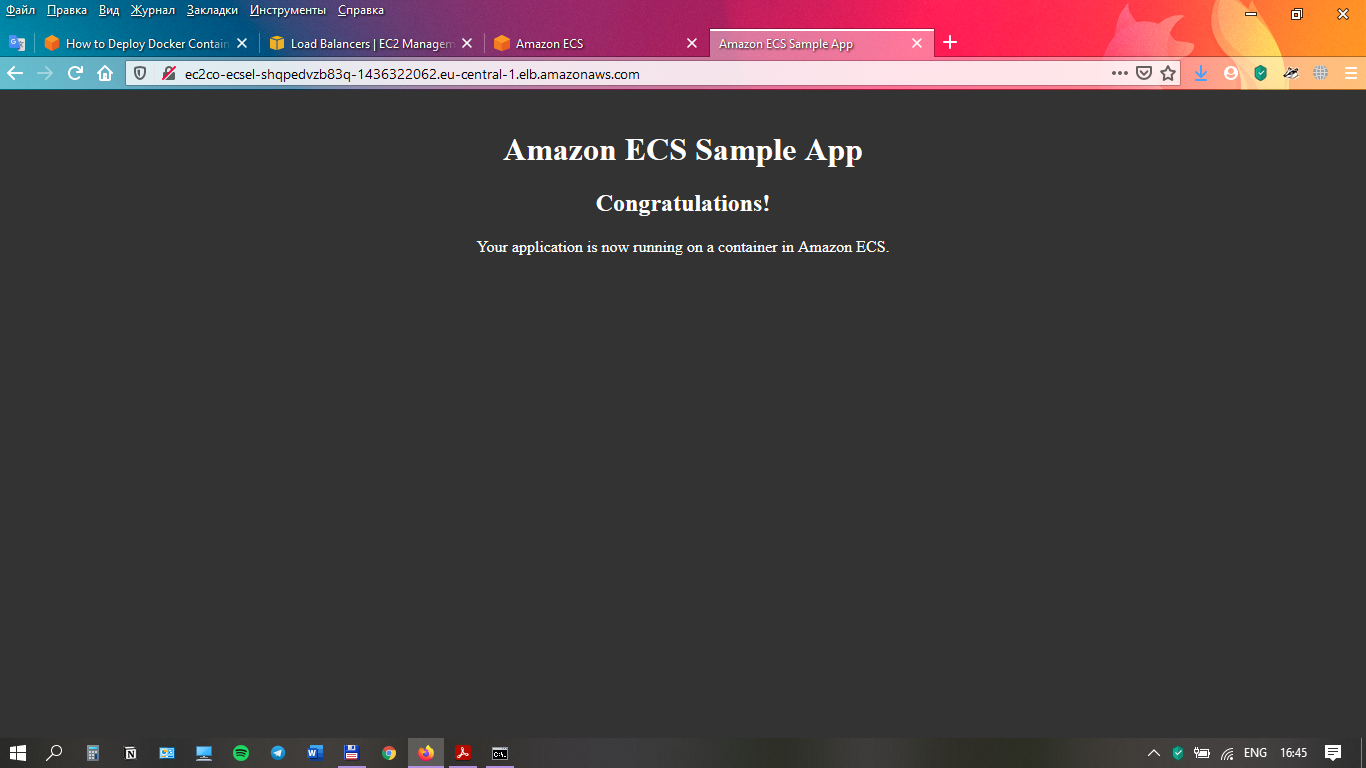 Файл Правка Вид Журнал Закладки Инструменты Справка
How to Deploy Docker Contain
Load Balancers | EC2 Managem
Amazon ECS
Amazon ECS Sample App
ec2co-ecsel-shqpedvzb83q-1436322062.eu-central-1.elb.amazonaws.com
Amazon ECS Sample App
Congratulations!
Your application is now running on a container in Amazon ECS.
ENG 16:45